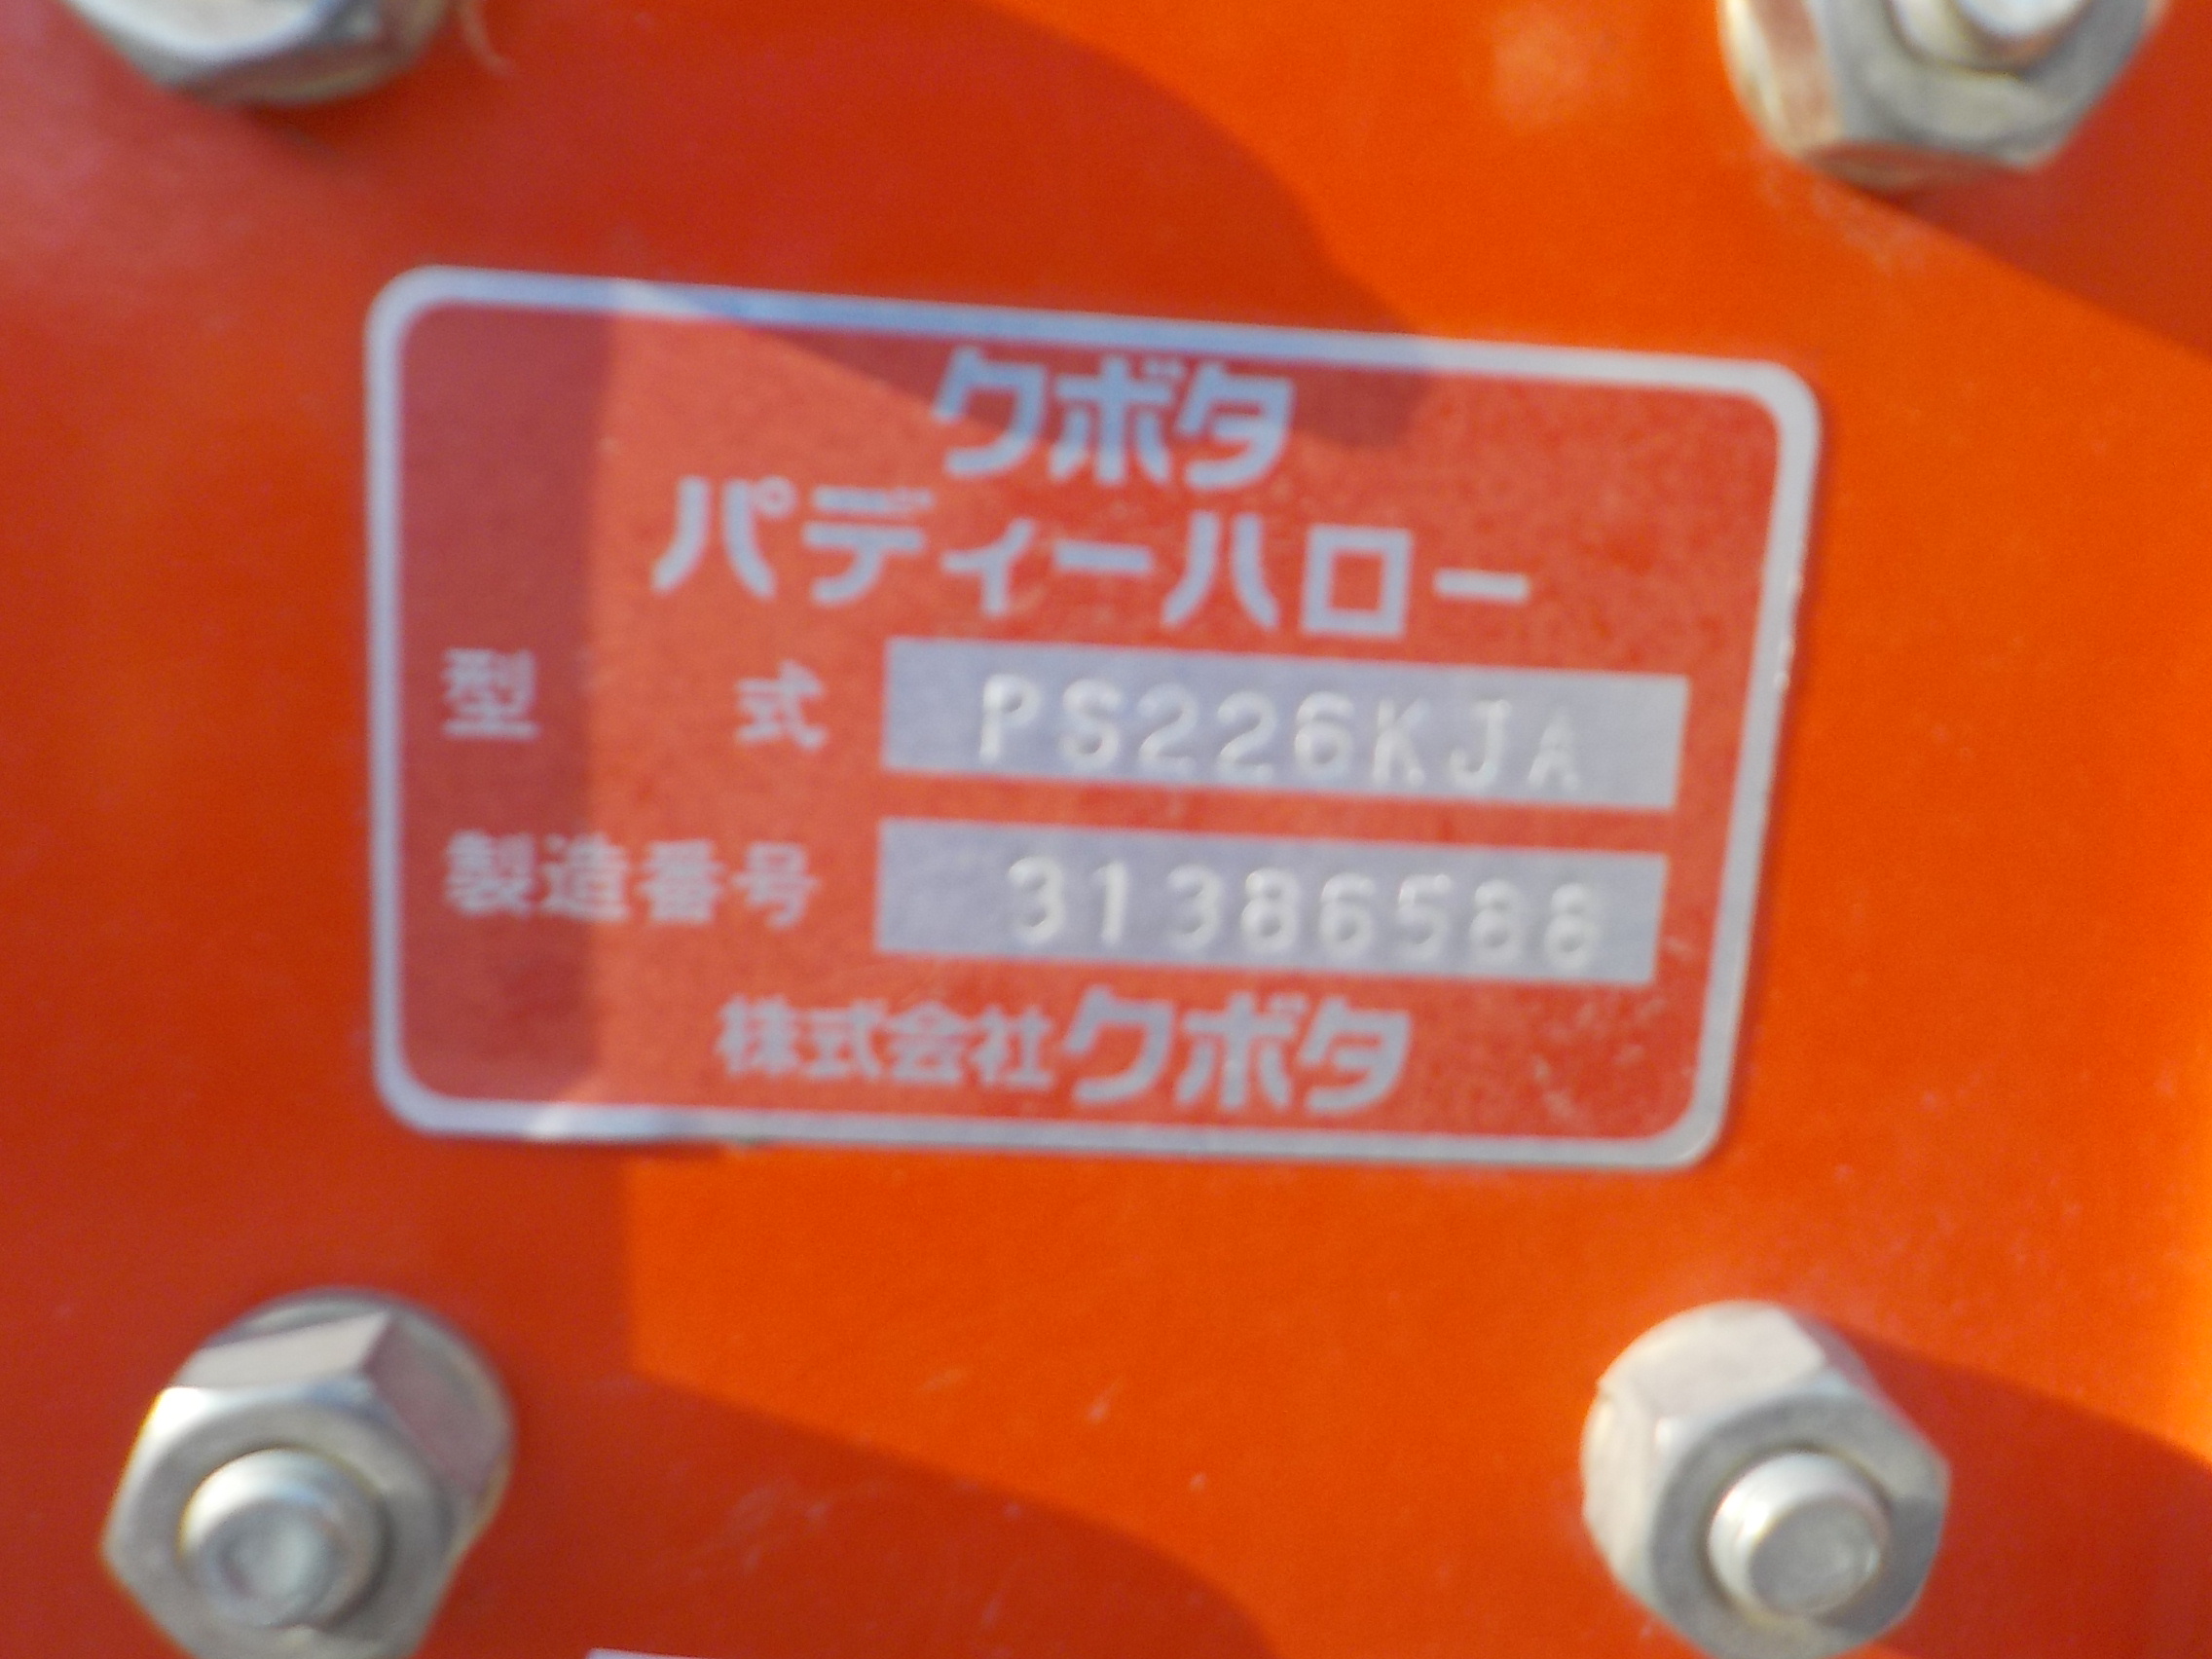 クボタ
パディーハロー
型 式 PS226KJA
製造番号 31386588
株式会社クボタ